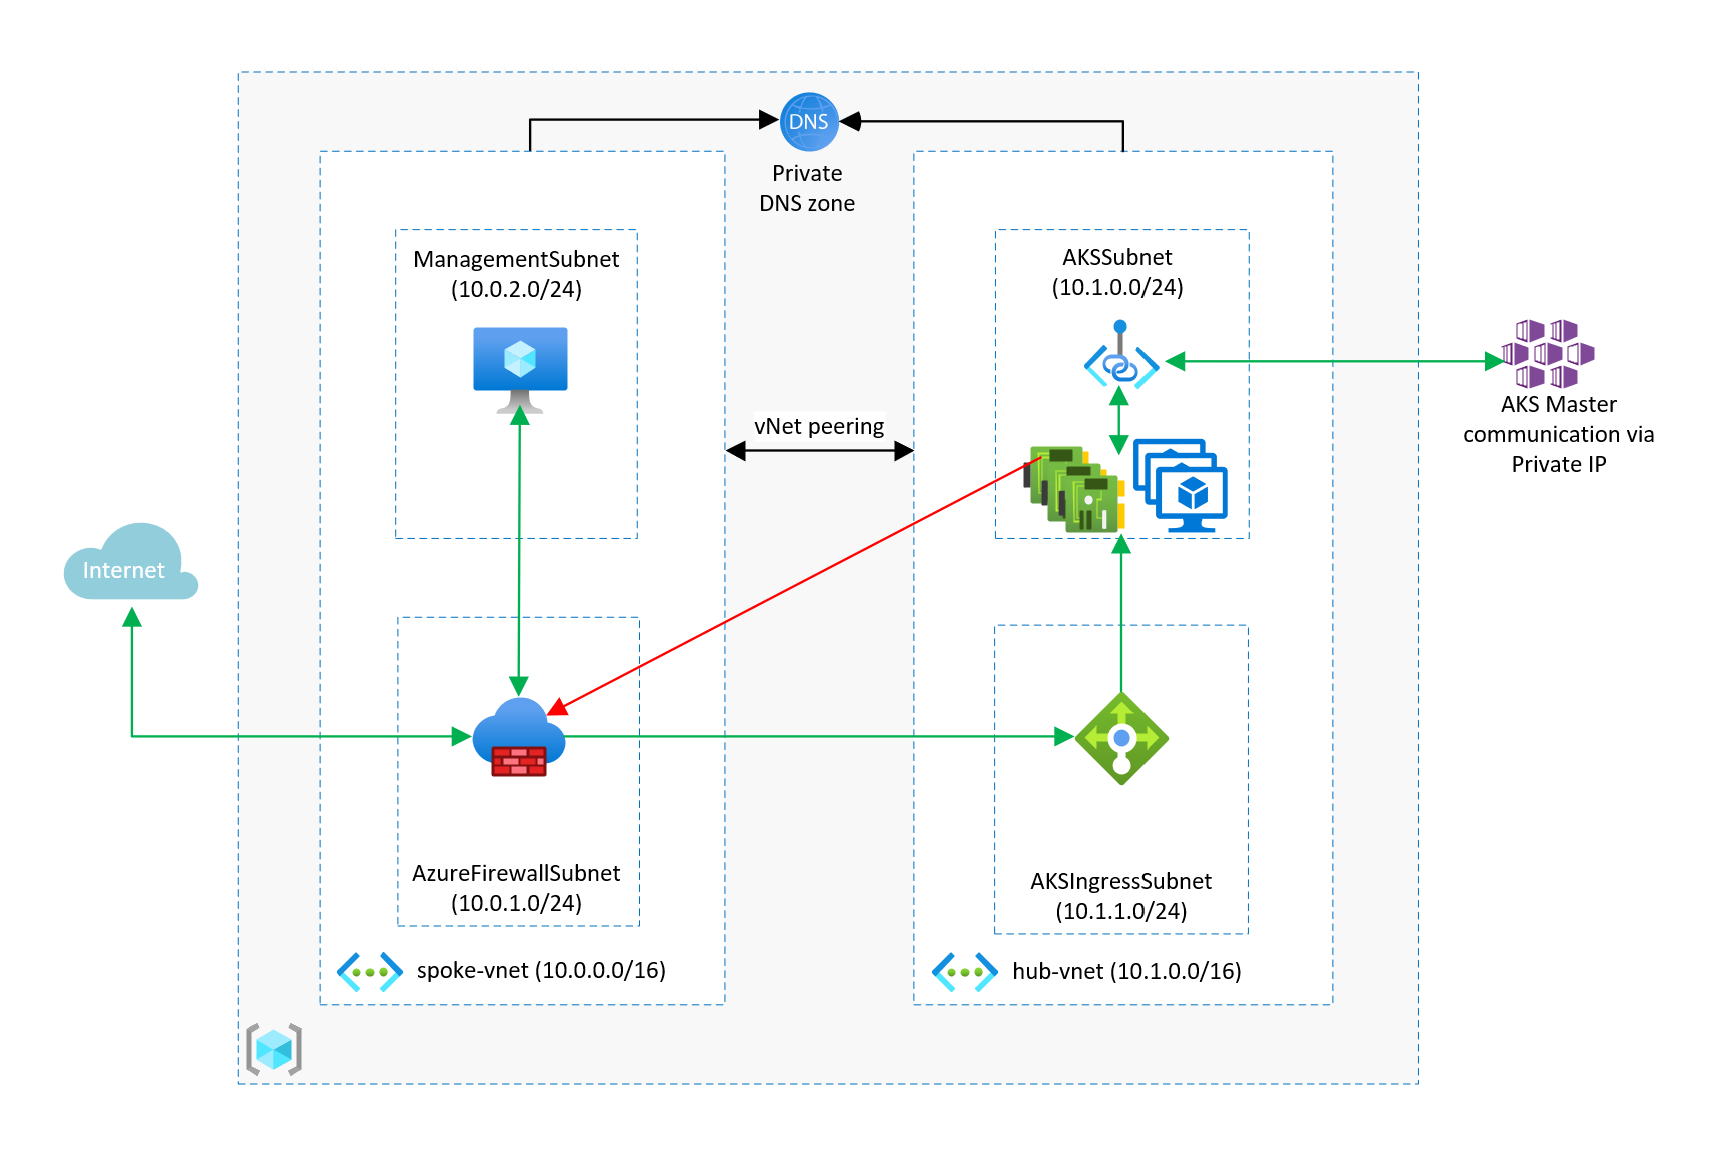 DNS
Private
DNS zone
ManagementSubnet
(10.0.2.0/24)
AKSSubnet
(10.1.0.0/24)
AKS Master
communication via
Private IP
vNet peering
Internet
AzureFirewallSubnet
(10.0.1.0/24)
AKSIngressSubnet
(10.1.1.0/24)
spoke-vnet (10.0.0.0/16)
hub-vnet (10.1.0.0/16)